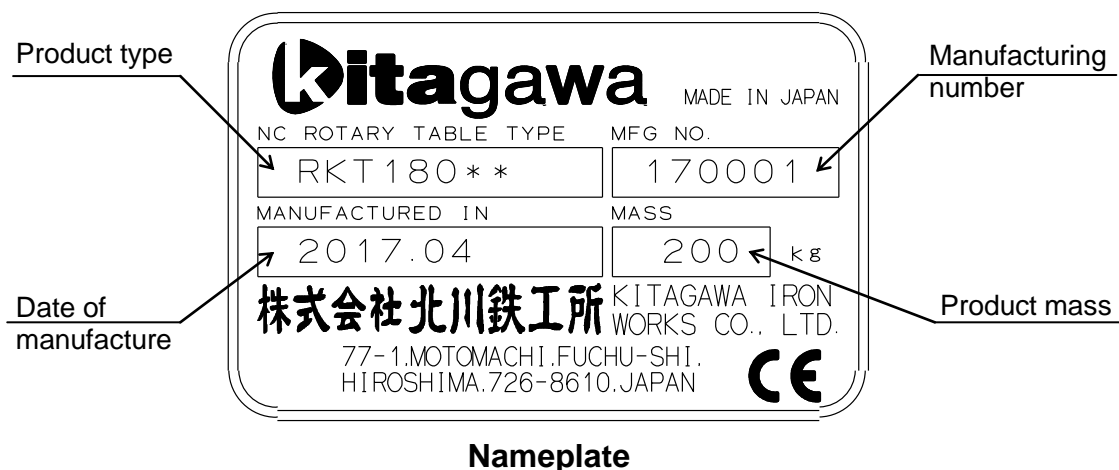 Product type
Manufacturing
number
Kitagawa MADE IN JAPAN
NC ROTARY TABLE TYPE MFG NO.
RKT180** 170001
MANUFACTURED IN MASS
2017.04 200 kg
Date of
manufacture
Product mass
株式会社北川鉄工所 KITAGAWA IRON
WORKS CO., LTD.
77-1.MOTOMACHI.FUCHU-SHI.
HIROSHIMA.726-8610.JAPAN CE
Nameplate